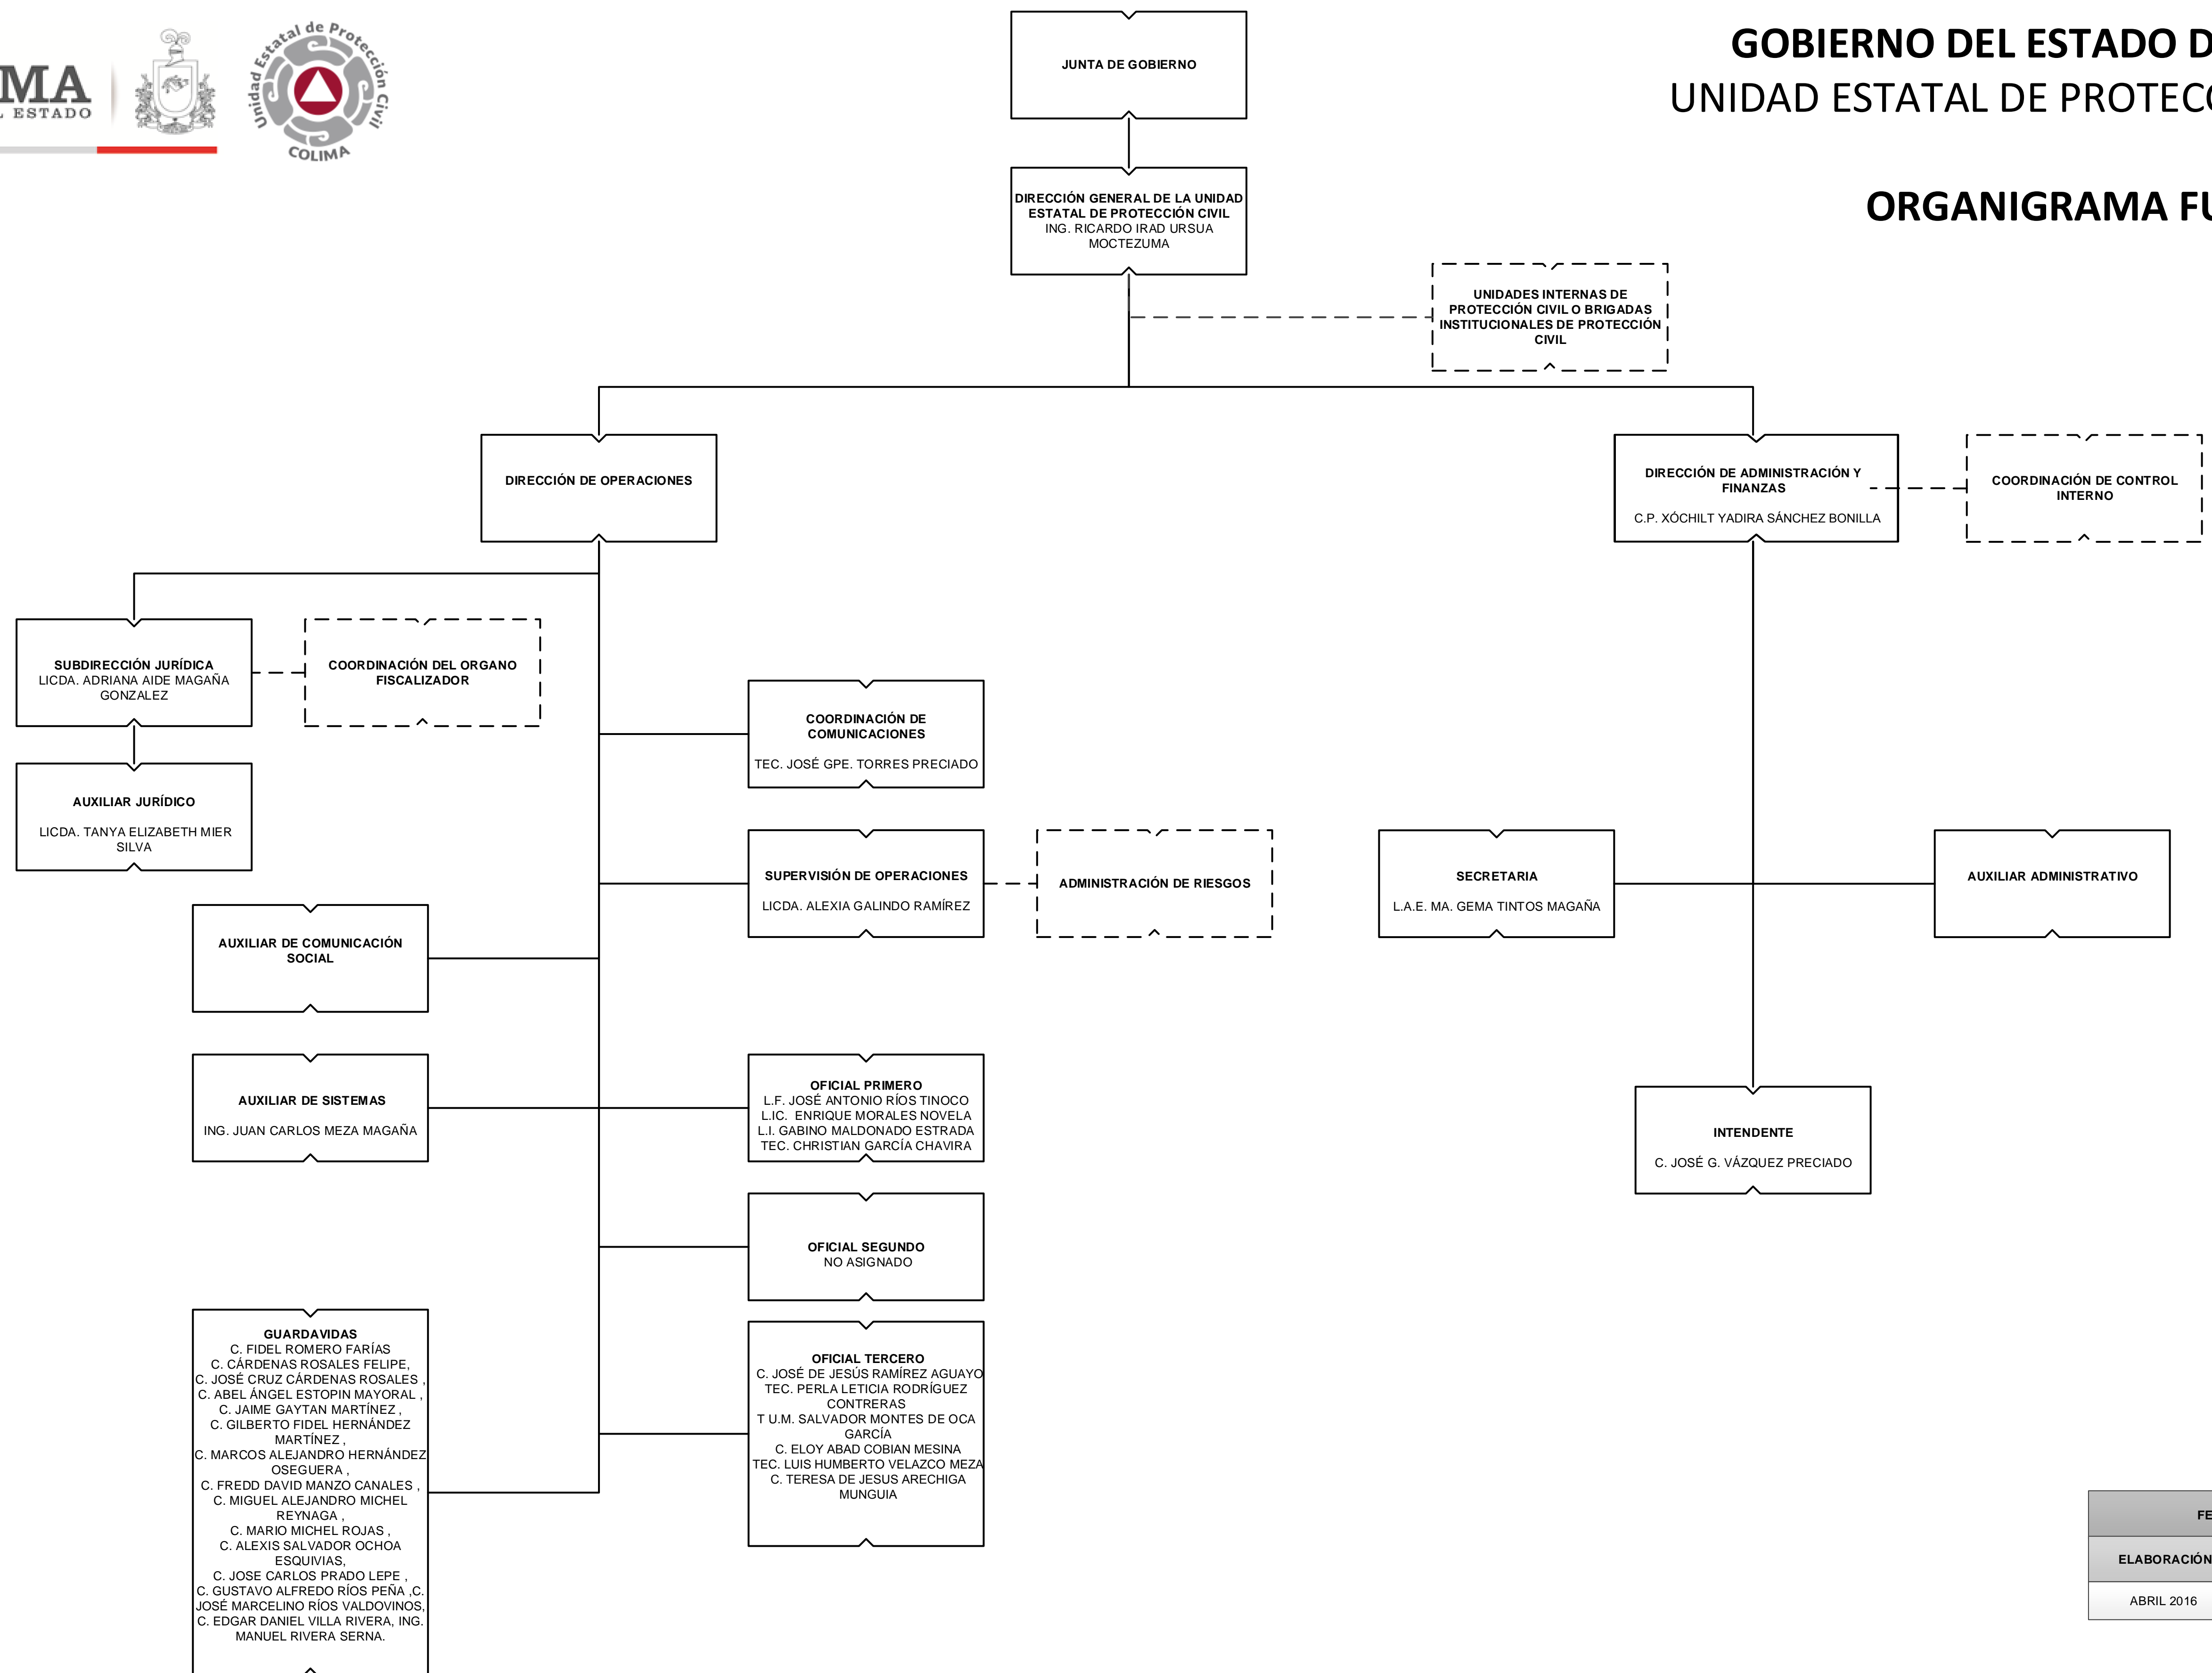 MA
L ESTADO
Unidad Estatal de Protección Civil
COLIMA
GOBIERNO DEL ESTADO D
UNIDAD ESTATAL DE PROTECC
ORGANIGRAMA FU
JUNTA DE GOBIERNO
DIRECCIÓN GENERAL DE LA UNIDAD
ESTATAL DE PROTECCIÓN CIVIL
ING. RICARDO IRAD URSUA
MOCTEZUMA
UNIDADES INTERNAS DE
PROTECCIÓN CIVIL O BRIGADAS
INSTITUCIONALES DE PROTECCIÓN
CIVIL
DIRECCIÓN DE OPERACIONES
DIRECCIÓN DE ADMINISTRACIÓN Y
FINANZAS
C.P. XÓCHILT YADIRA SÁNCHEZ BONILLA
COORDINACIÓN DE CONTROL
INTERNO
SUBDIRECCIÓN JURÍDICA
LICDA. ADRIANA AIDE MAGAÑA
GONZALEZ
COORDINACIÓN DEL ORGANO
FISCALIZADOR
COORDINACIÓN DE
COMUNICACIONES
TEC. JOSÉ GPE. TORRES PRECIADO
AUXILIAR JURÍDICO
LICDA. TANYA ELIZABETH MIER
SILVA
SUPERVISIÓN DE OPERACIONES
LICDA. ALEXIA GALINDO RAMÍREZ
ADMINISTRACIÓN DE RIESGOS
SECRETARIA
L.A.E. MA. GEMA TINTOS MAGAÑA
AUXILIAR ADMINISTRATIVO
AUXILIAR DE COMUNICACIÓN
SOCIAL
AUXILIAR DE SISTEMAS
ING. JUAN CARLOS MEZA MAGAÑA
OFICIAL PRIMERO
L.F. JOSÉ ANTONIO RÍOS TINOCO
L.IC.  ENRIQUE MORALES NOVELA
L.I. GABINO MALDONADO ESTRADA
TEC. CHRISTIAN GARCÍA CHAVIRA
INTENDENTE
C. JOSÉ G. VÁZQUEZ PRECIADO
OFICIAL SEGUNDO
NO ASIGNADO
GUARDAVIDAS
C. FIDEL ROMERO FARÍAS
C. CÁRDENAS ROSALES FELIPE,
C. JOSÉ CRUZ CÁRDENAS ROSALES ,
C. ABEL ÁNGEL ESTOPIN MAYORAL ,
C. JAIME GAYTAN MARTÍNEZ ,
C. GILBERTO FIDEL HERNÁNDEZ
MARTÍNEZ ,
C. MARCOS ALEJANDRO HERNÁNDEZ
OSEGUERA ,
C. FREDD DAVID MANZO CANALES ,
C. MIGUEL ALEJANDRO MICHEL
REYNAGA ,
C. MARIO MICHEL ROJAS ,
C. ALEXIS SALVADOR OCHOA
ESQUIVIAS,
C. JOSE CARLOS PRADO LEPE ,
C. GUSTAVO ALFREDO RÍOS PEÑA ,C.
JOSÉ MARCELINO RÍOS VALDOVINOS,
C. EDGAR DANIEL VILLA RIVERA, ING.
MANUEL RIVERA SERNA.
OFICIAL TERCERO
C. JOSÉ DE JESÚS RAMÍREZ AGUAYO
TEC. PERLA LETICIA RODRÍGUEZ
CONTRERAS
T U.M. SALVADOR MONTES DE OCA
GARCÍA
C. ELOY ABAD COBIAN MESINA
TEC. LUIS HUMBERTO VELAZCO MEZA
C. TERESA DE JESUS ARECHIGA
MUNGUIA
FE
ELABORACIÓN
ABRIL 2016